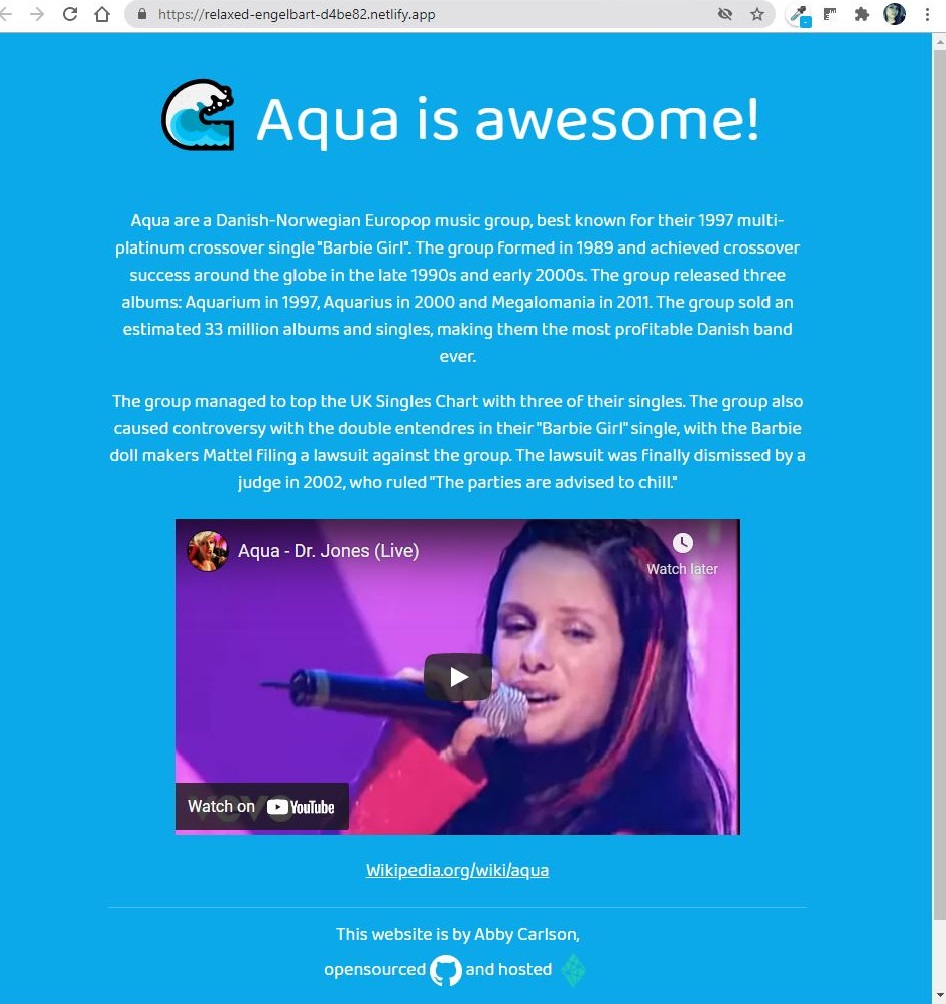 https://relaxed-engelbart-d4be82.netlify.app
Aqua is awesome!
Aqua are a Danish-Norwegian Europop music group, best known for their 1997 multi-
platinum crossover single "Barbie Girl". The group formed in 1989 and achieved crossover
success around the globe in the late 1990s and early 2000s. The group released three
albums: Aquarium in 1997, Aquarius in 2000 and Megalomania in 2011. The group sold an
estimated 33 million albums and singles, making them the most profitable Danish band
ever.
The group managed to top the UK Singles Chart with three of their singles. The group also
caused controversy with the double entendres in their "Barbie Girl" single, with the Barbie
doll makers Mattel filing a lawsuit against the group. The lawsuit was finally dismissed by a
judge in 2002, who ruled "The parties are advised to chill."
Aqua - Dr. Jones (Live)
Watch later
Watch on YouTube
vevo
Wikipedia.org/wiki/aqua
This website is by Abby Carlson,
opensourced and hosted